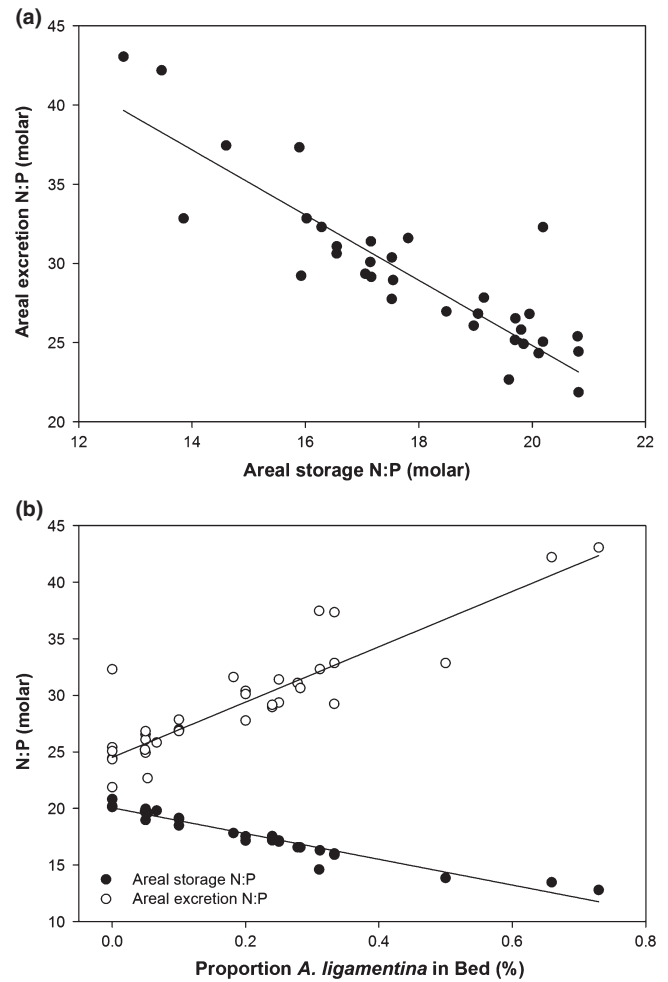 (a)
45
40
35
30
25
20
Areal excretion N:P (molar)
12 14 16 18 20 22
Areal storage N:P (molar)
(b)
45
40
35
30
25
20
15
10
N:P (molar)
Areal storage N:P
Areal excretion N:P
0.0 0.2 0.4 0.6 0.8
Proportion A. ligamentina in Bed (%)